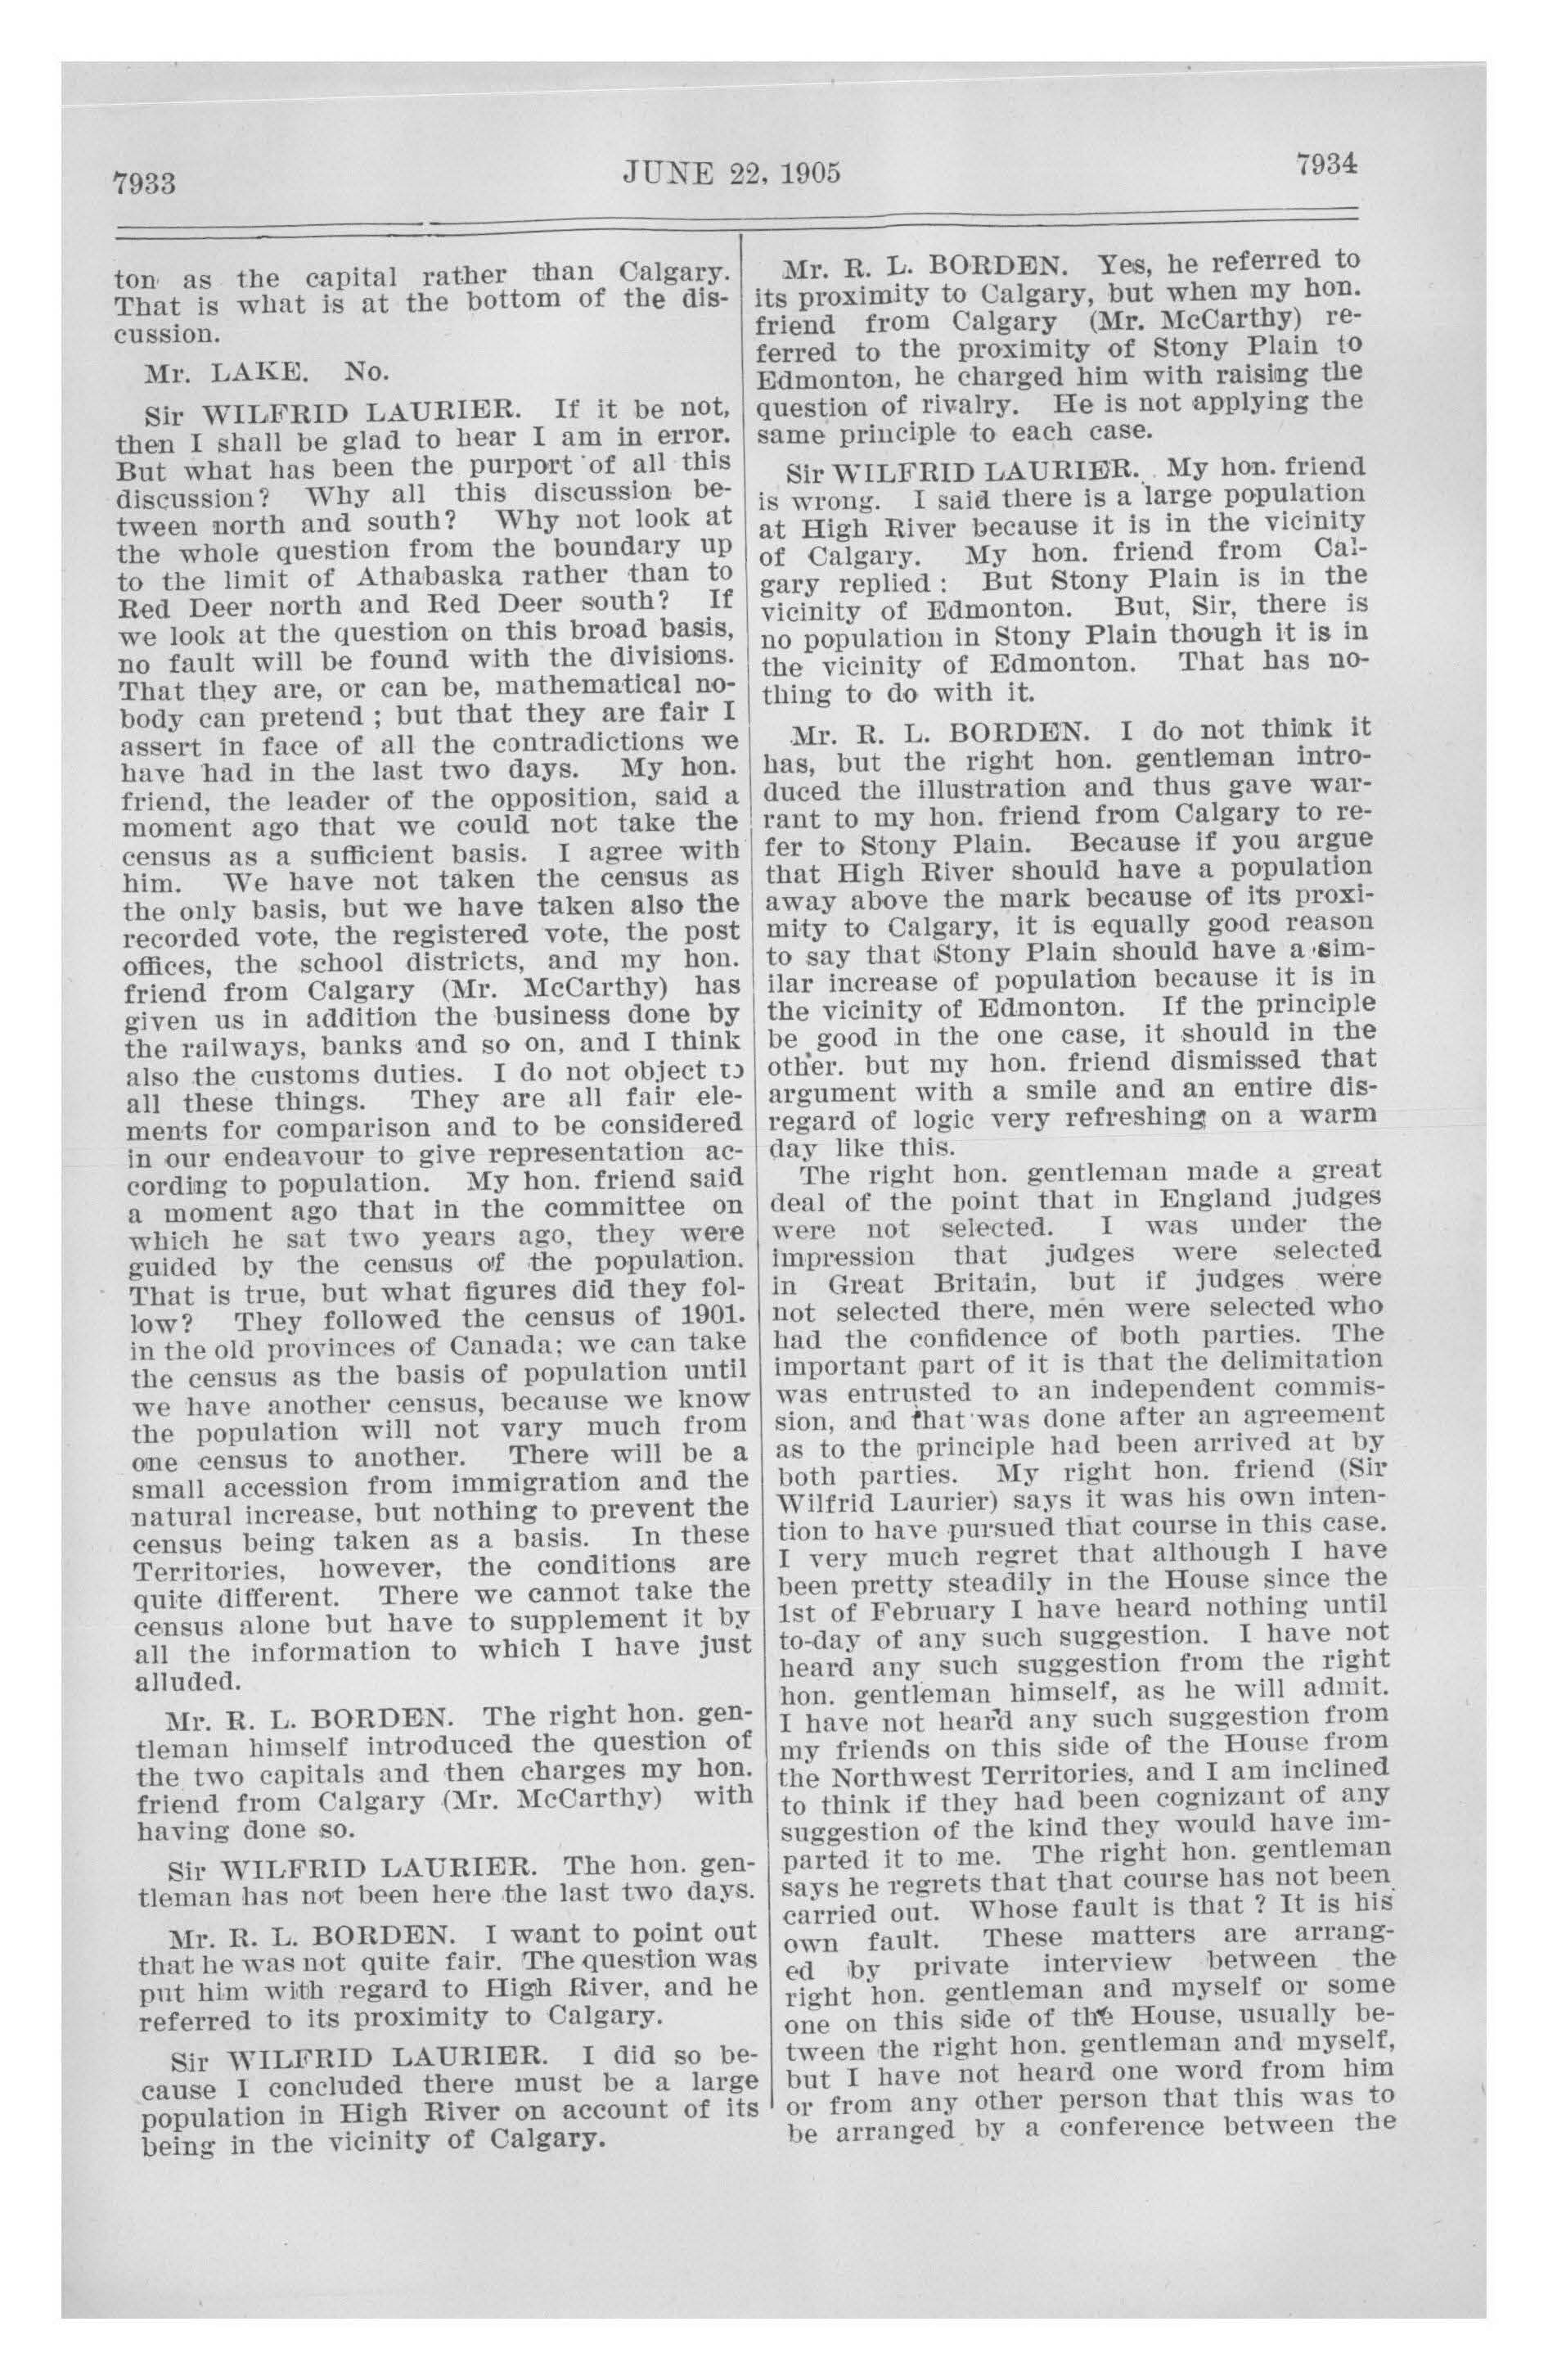 7933
JUNE 22, 1905
7934
ton as the capital rather than Calgary.
That is what is at the bottom of the dis-
cussion.
Mr. LAKE. No.
Sir WILFRID LAURIER. If it be not,
then I shall be glad to hear I am in error.
But what has been the purport of all this
discussion? Why all this discussion be-
tween north and south? Why not look at
the whole question from the boundary up
to the limit of Athabaska rather than to
Red Deer north and Red Deer south? If
we look at the question on this broad basis,
no fault will be found with the divisions.
That they are, or can be, mathematical no-
body can pretend ; but that they are fair I
assert in face of all the contradictions we
have had in the last two days. My hon.
friend, the leader of the opposition, said a
moment ago that we could not take the
census as a sufficient basis. I agree with
him. We have not taken the census as
the only basis, but we have taken also the
recorded vote, the registered vote, the post
offices, the school districts, and my hon.
friend from Calgary (Mr. McCarthy) has
given us in addition the business done by
the railways, banks and so on, and I think
also the customs duties. I do not object to
all these things. They are all fair ele-
ments for comparison and to be considered
in our endeavour to give representation ac-
cording to population. My hon. friend said
a moment ago that in the committee on
which he sat two years ago, they were
guided by the census of the population.
That is true, but what figures did they fol-
low? They followed the census of 1901.
in the old provinces of Canada; we can take
the census as the basis of population until
we have another census, because we know
the population will not vary much from
one census to another. There will be a
small accession from immigration and the
natural increase, but nothing to prevent the
census being taken as a basis. In these
Territories, however, the conditions are
quite different. There we cannot take the
census alone but have to supplement it by
all the information to which I have just
alluded.
Mr. R. L. BORDEN. The right hon. gen-
tleman himself introduced the question of
the two capitals and then charges my hon.
friend from Calgary (Mr. McCarthy) with
having done so.
Sir WILFRID LAURIER. The hon. gen-
tleman has not been here the last two days.
Mr. R. L. BORDEN. I want to point out
that he was not quite fair. The question was
put him with regard to High River, and he
referred to its proximity to Calgary.
Sir WILFRID LAURIER. I did so be-
cause I concluded there must be a large
population in High River on account of its
being in the vicinity of Calgary.
Mr. R. L. BORDEN. Yes, he referred to
its proximity to Calgary, but when my hon.
friend from Calgary (Mr. McCarthy) re-
ferred to the proximity of Stony Plain to
Edmonton, he charged him with raising the
question of rivalry. He is not applying the
same principle to each case.
Sir WILFRID LAURIER. My hon. friend
is wrong. I said there is a large population
at High River because it is in the vicinity
of Calgary. My hon. friend from Cal-
gary replied : But Stony Plain is in the
vicinity of Edmonton. But, Sir, there is
no population in Stony Plain though it is in
the vicinity of Edmonton. That has no-
thing to do with it.
Mr. R. L. BORDEN. I do not think it
has, but the right hon. gentleman intro-
duced the illustration and thus gave war-
rant to my hon. friend from Calgary to re-
fer to Stony Plain. Because if you argue
that High River should have a population
away above the mark because of its proxi-
mity to Calgary, it is equally good reason
to say that Stony Plain should have a sim-
ilar increase of population because it is in
the vicinity of Edmonton. If the principle
be good in the one case, it should in the
other. but my hon. friend dismissed that
argument with a smile and an entire dis-
regard of logic very refreshing on a warm
day like this.
The right hon. gentleman made a great
deal of the point that in England judges
were not selected. I was under the
impression that judges were selected
in Great Britain, but if judges were
not selected there, men were selected who
had the confidence of both parties. The
important part of it is that the delimitation
was entrusted to an independent commis-
sion, and that was done after an agreement
as to the principle had been arrived at by
both parties. My right hon. friend (Sir
Wilfrid Laurier) says it was his own inten-
tion to have pursued that course in this case.
I very much regret that although I have
been pretty steadily in the House since the
1st of February I have heard nothing until
to-day of any such suggestion. I have not
heard any such suggestion from the right
hon. gentleman himself, as he will admit.
I have not heard any such suggestion from
my friends on this side of the House from
the Northwest Territories, and I am inclined
to think if they had been cognizant of any
suggestion of the kind they would have im-
parted it to me. The right hon. gentleman
says he regrets that that course has not been
carried out. Whose fault is that ? It is his
own fault. These matters are arrang-
ed by private interview between the
right hon. gentleman and myself or some
one on this side of the House, usually be-
tween the right hon. gentleman and myself,
but I have not heard one word from him
or from any other person that this was to
be arranged by a conference between the